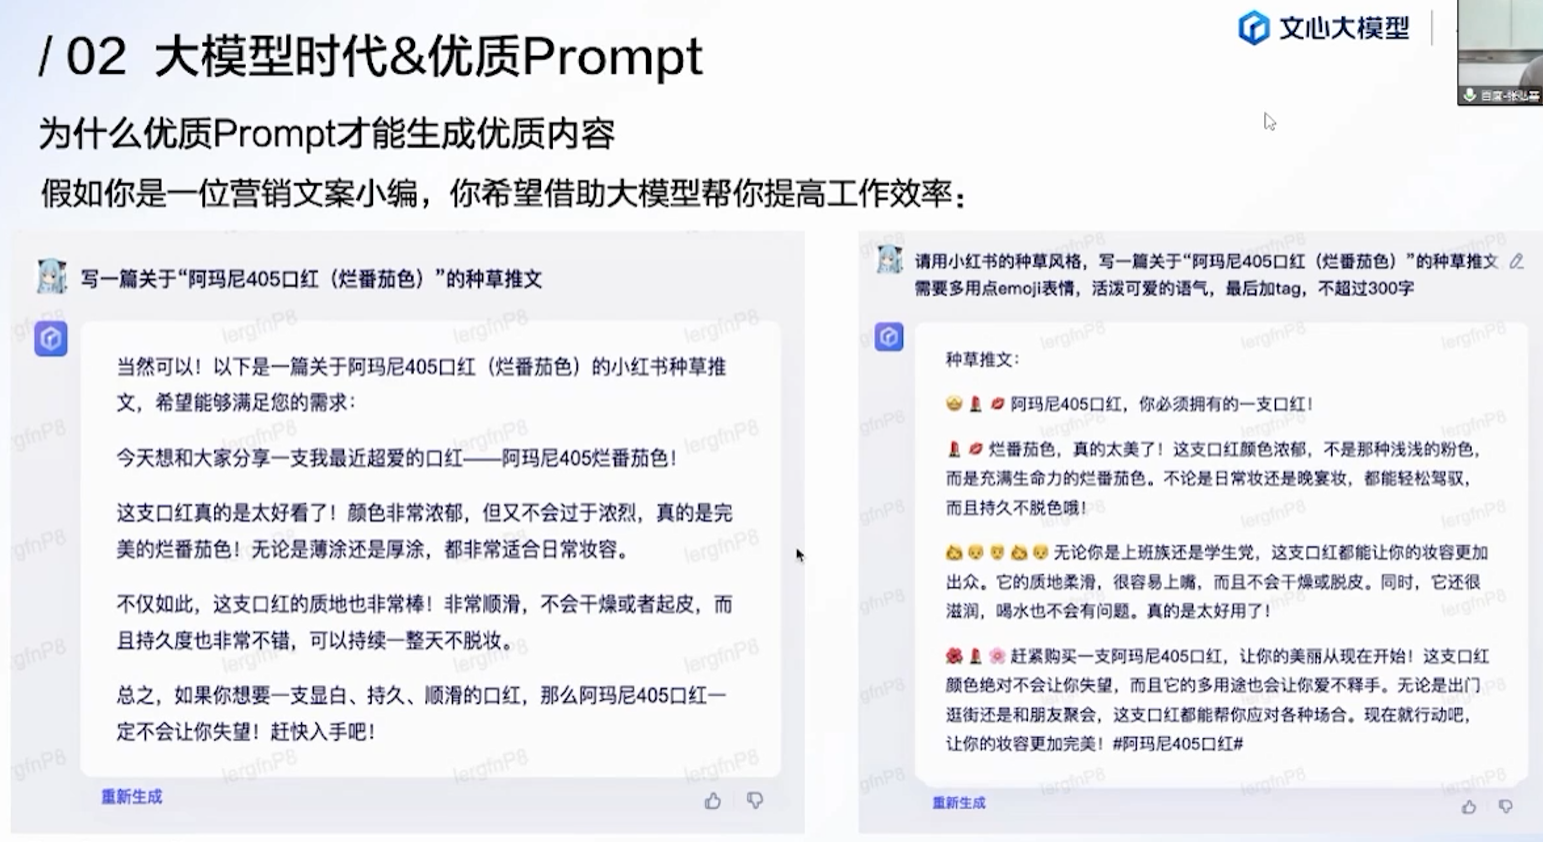 / 02 大模型时代&优质Prompt
文心大模型
为什么优质Prompt才能生成优质内容
假如你是一位营销文案小编，你希望借助大模型帮你提高工作效率：
写一篇关于“阿玛尼405口红（烂番茄色）”的种草推文
当然可以！以下是一篇关于阿玛尼405口红（烂番茄色）的小红书种草推
文，希望能够满足您的需求：
今天想和大家分享一支我最近超爱的口红——阿玛尼405烂番茄色！
这支口红真的是太好看了！颜色非常浓郁，但又不会过于浓烈，真的是完
美的烂番茄色！无论是薄涂还是厚涂，都非常适合日常妆容。
不仅如此，这支口红的质地也非常棒！非常顺滑，不会干燥或者起皮，而
且持久度也非常不错，可以持续一整天不脱妆。
总之，如果你想要一支显白、持久、顺滑的口红，那么阿玛尼405口红一
定不会让你失望！赶快入手吧！
重新生成
请用小红书的种草风格，写一篇关于“阿玛尼405口红（烂番茄色）”的种草推文
需要多用点emoji表情，活泼可爱的语气，最后加tag，不超过300字
种草推文：
🤩💄💋阿玛尼405口红，你必须拥有的一支口红！
💄💋烂番茄色，真的太美了！这支口红颜色浓郁，不是那种浅浅的粉色，
而是充满生命力的烂番茄色。不论是日常妆还是晚宴妆，都能轻松驾驭，
而且持久不脱色哦！
无论你是上班族还是学生党，这支口红都能让你的妆容更加
出众。它的质地柔滑，很容易上嘴，而且不会干燥或脱皮。同时，它还很
滋润，喝水也不会有问题。真的是太好用了！
🌺💄🌸赶紧购买一支阿玛尼405口红，让你的美丽从现在开始！这支口红
颜色绝对不会让你失望，而且它的多用途也会让你爱不释手。无论是出门
逛街还是和朋友聚会，这支口红都能帮你应对各种场合。现在就行动吧，
让你的妆容更加完美！#阿玛尼405口红#
重新生成